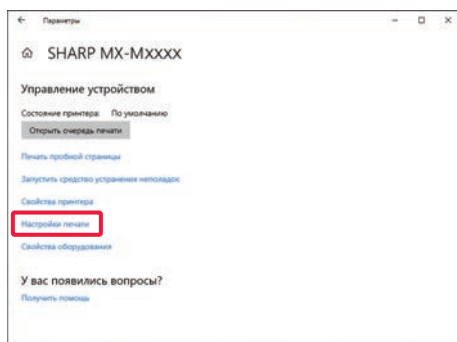 Параметры
SHARP MX-MXXXX
Управление устройством
Состояние принтера: По умолчанию
Открыть очередь печати
Печать пробной страницы
Запустить средство устранения неполадок
Свойства принтера
Настройки печати
Свойства оборудования
У вас появились вопросы?
Получить помощь